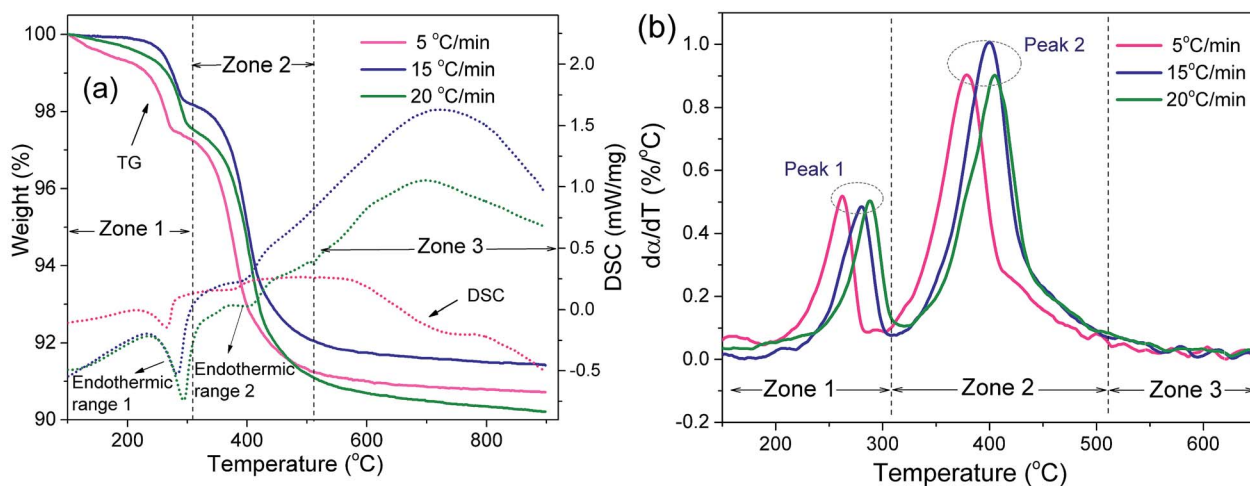 (a)
5 °C/min
15 °C/min
20 °C/min
Zone 2
TG
Zone 1
Zone 3
DSC
Endothermic
range 1
Endothermic
range 2
100
98
96
94
92
90
Weight (%)
2.0
1.5
1.0
0.5
0.0
-0.5
DSC (mW/mg)
200
400
600
800
Temperature (°C)
(b)
Peak 2
Peak 1
5°C/min
15°C/min
20°C/min
1.0
0.8
0.6
0.4
0.2
0.0
-0.2
dα/dT (%/°C)
Zone 1
Zone 2
Zone 3
200
300
400
500
600
Temperature (°C)